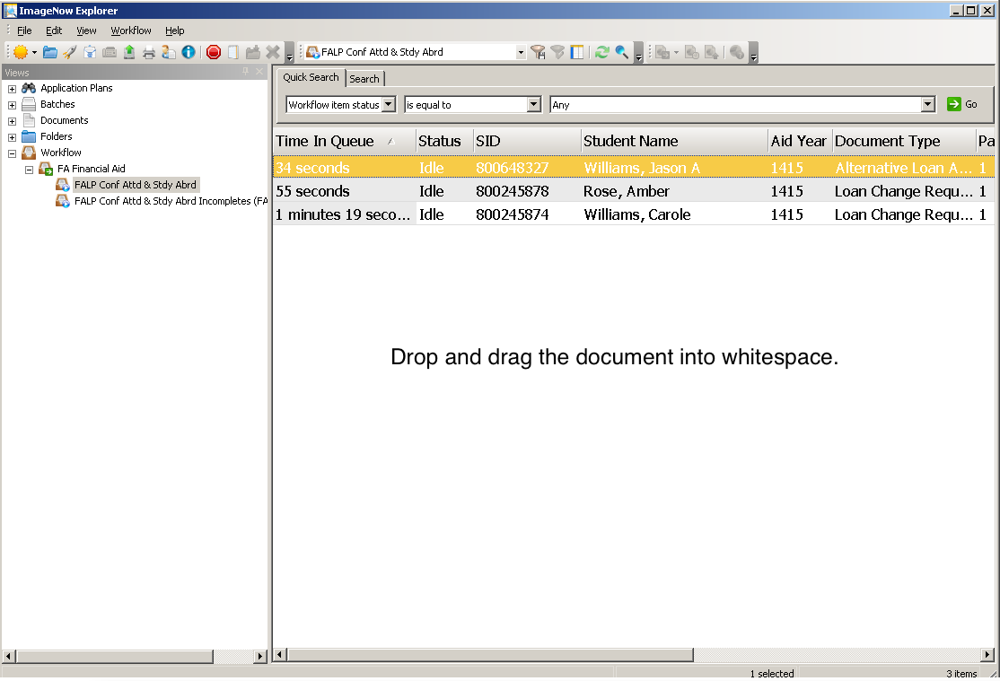 ImageNow Explorer
File Edit View Workflow Help
FALP Conf Attd & Stdy Abrd
Views
Application Plans
Batches
Documents
Folders
Workflow
FA Financial Aid
FALP Conf Attd & Stdy Abrd
FALP Conf Attd & Stdy Abrd Incompletes (FA
Quick Search Search
Workflow item status is equal to Any Go
Time In Queue Status SID Student Name Aid Year Document Type Pa
34 seconds Idle 800648327 Williams, Jason A 1415 Alternative Loan A... 1
55 seconds Idle 800245878 Rose, Amber 1415 Loan Change Requ... 1
1 minutes 19 seco... Idle 800245874 Williams, Carole 1415 Loan Change Requ... 1
Drop and drag the document into whitespace.
1 selected 3 items